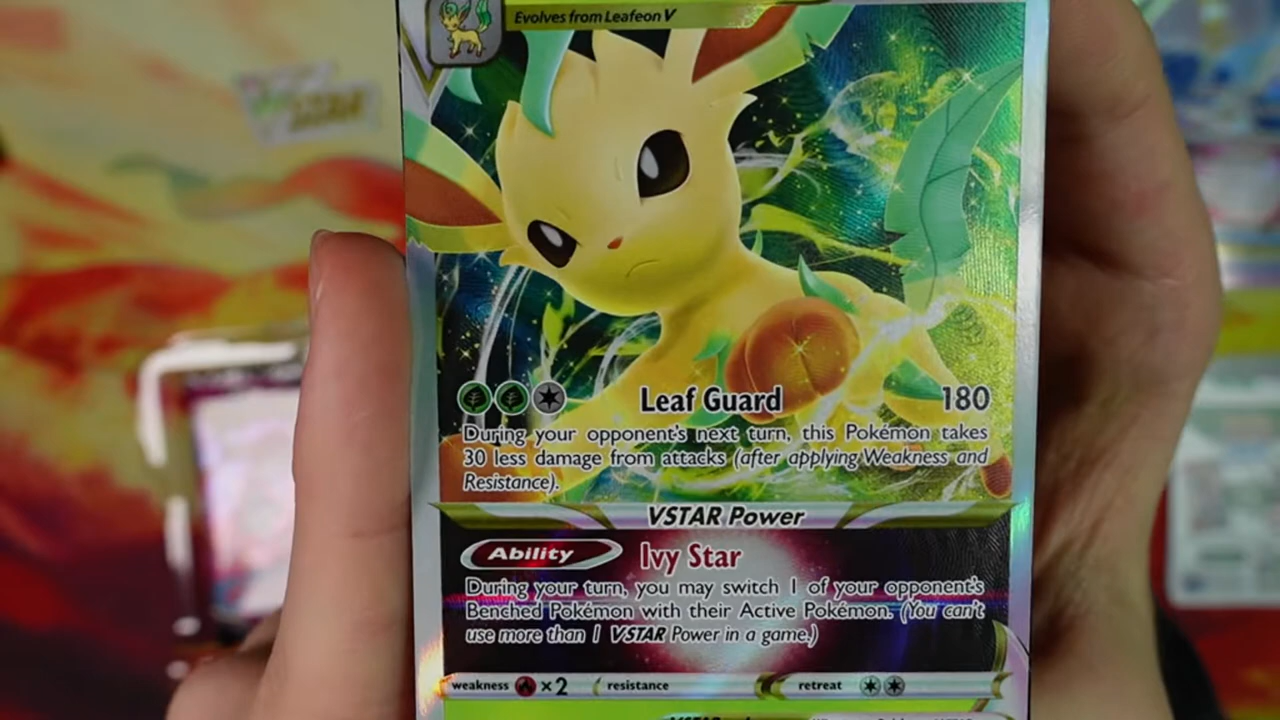 Evolves from Leafeon V
Leaf Guard 180
During your opponent's next turn, this Pokémon takes
30 less damage from attacks (after applying Weakness and
Resistance).
VSTAR Power
Ability Ivy Star
During your turn, you may switch 1 of your opponent's
Benched Pokémon with their Active Pokémon. (You can't
use more than 1 VSTAR Power in a game.)
weakness ×2 resistance retreat